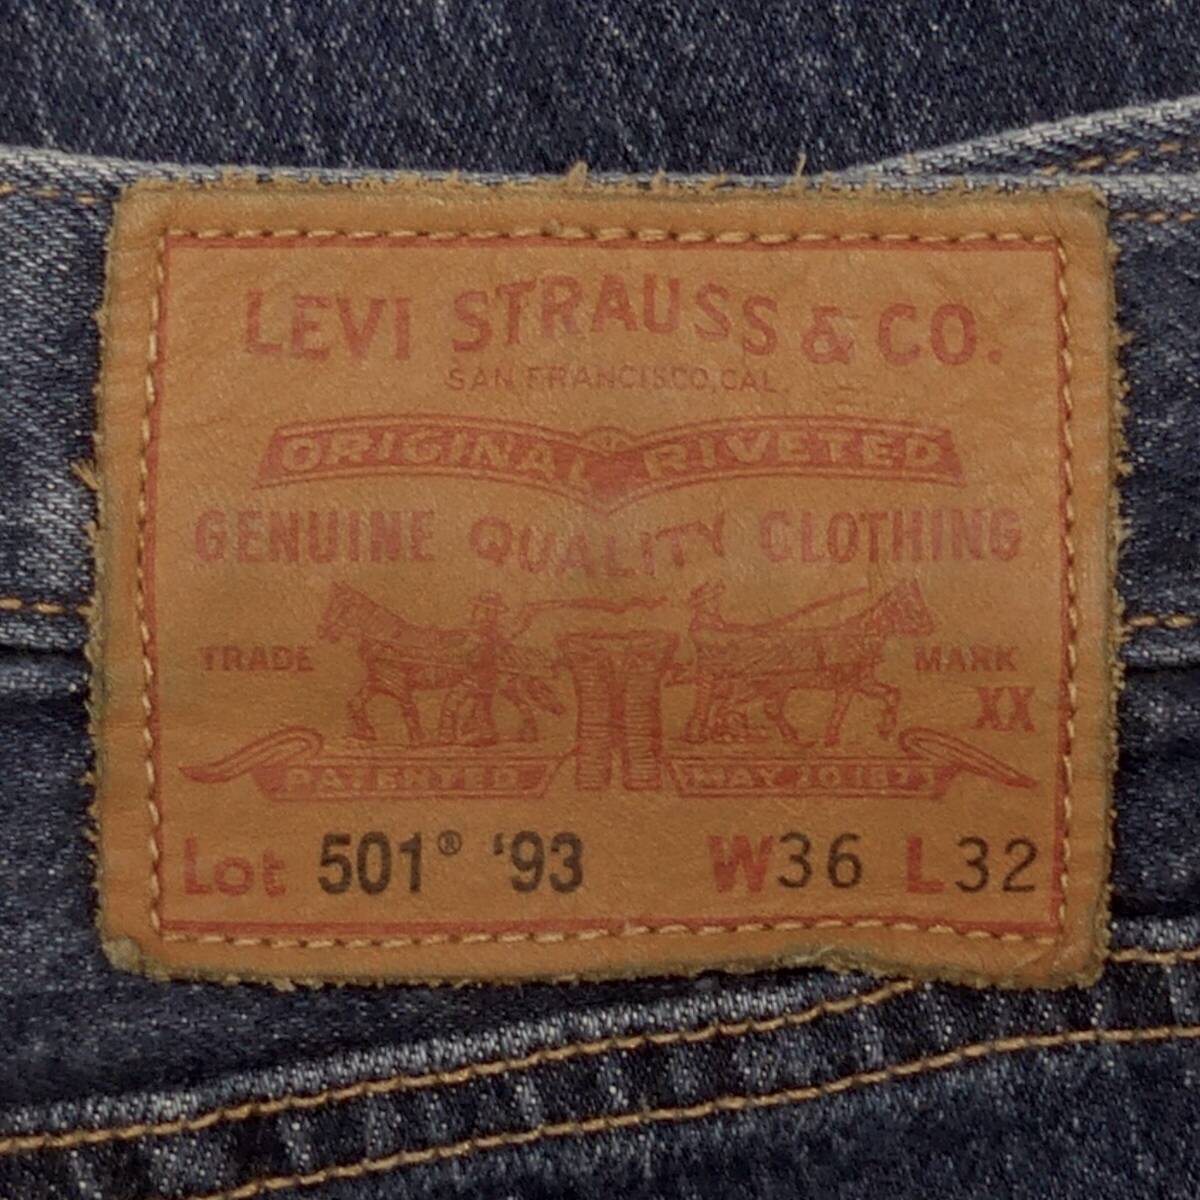 LEVI STRAUSS & CO.
SAN FRANCISCO, CAL.
ORIGINAL RIVETED
GENUINE QUALITY CLOTHING
TRADE MARK
XX
PATENTED MAY 20 1873
Lot 501® '93 W36 L32